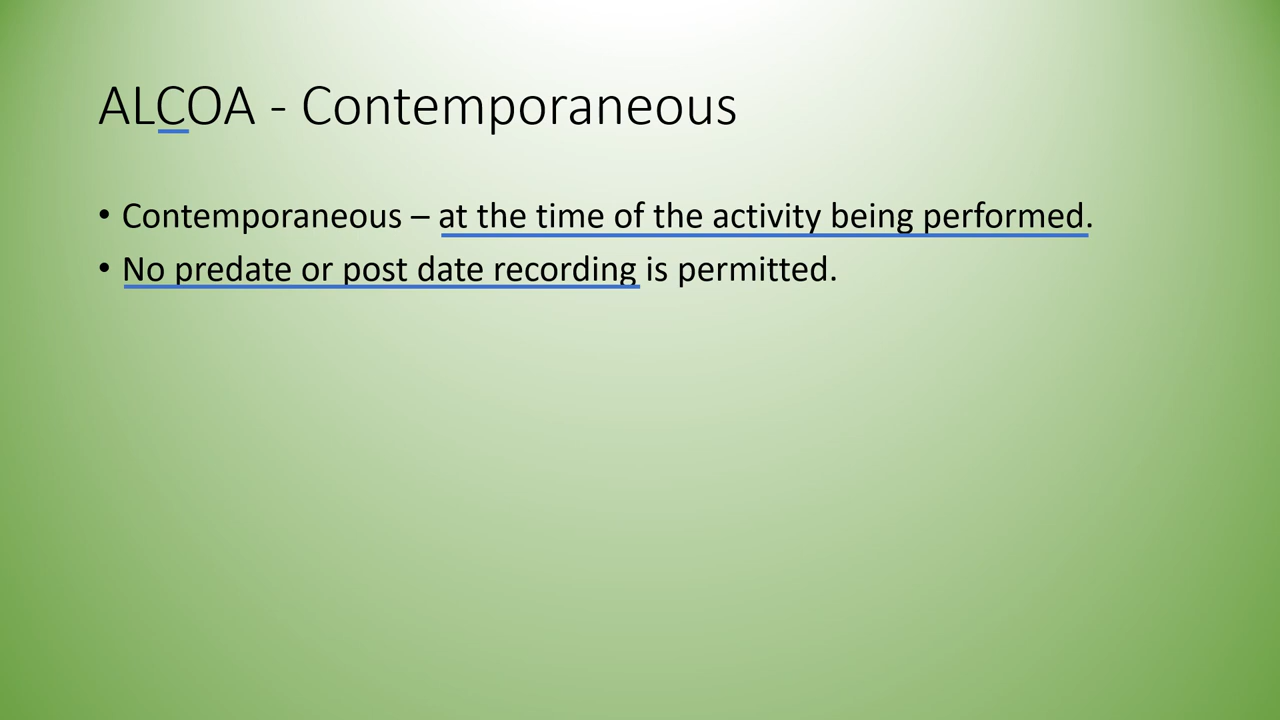 ALCOA - Contemporaneous
• Contemporaneous – at the time of the activity being performed.
• No predate or post date recording is permitted.